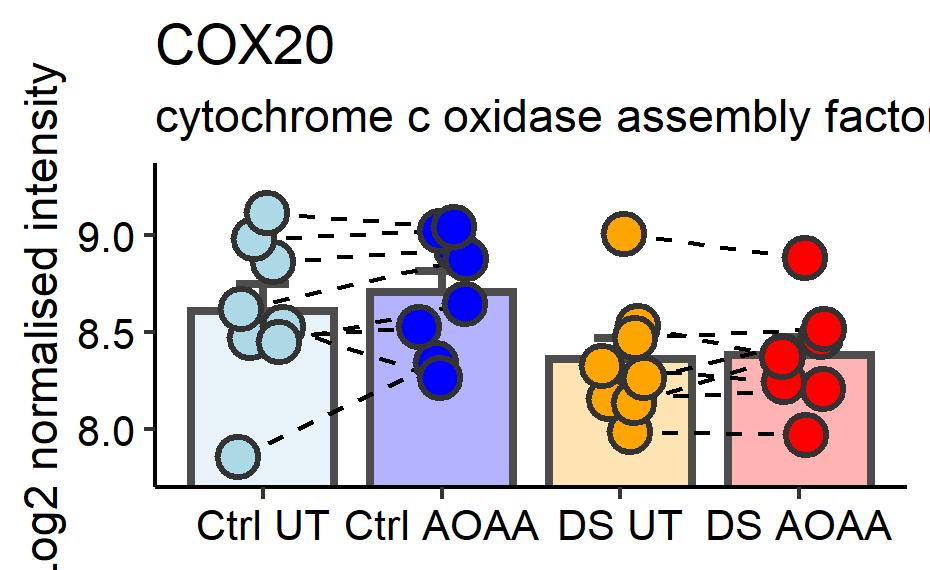 COX20
cytochrome c oxidase assembly factor
Log2 normalised intensity
9.0
8.5
8.0
Ctrl UT
Ctrl AOAA
DS UT
DS AOAA